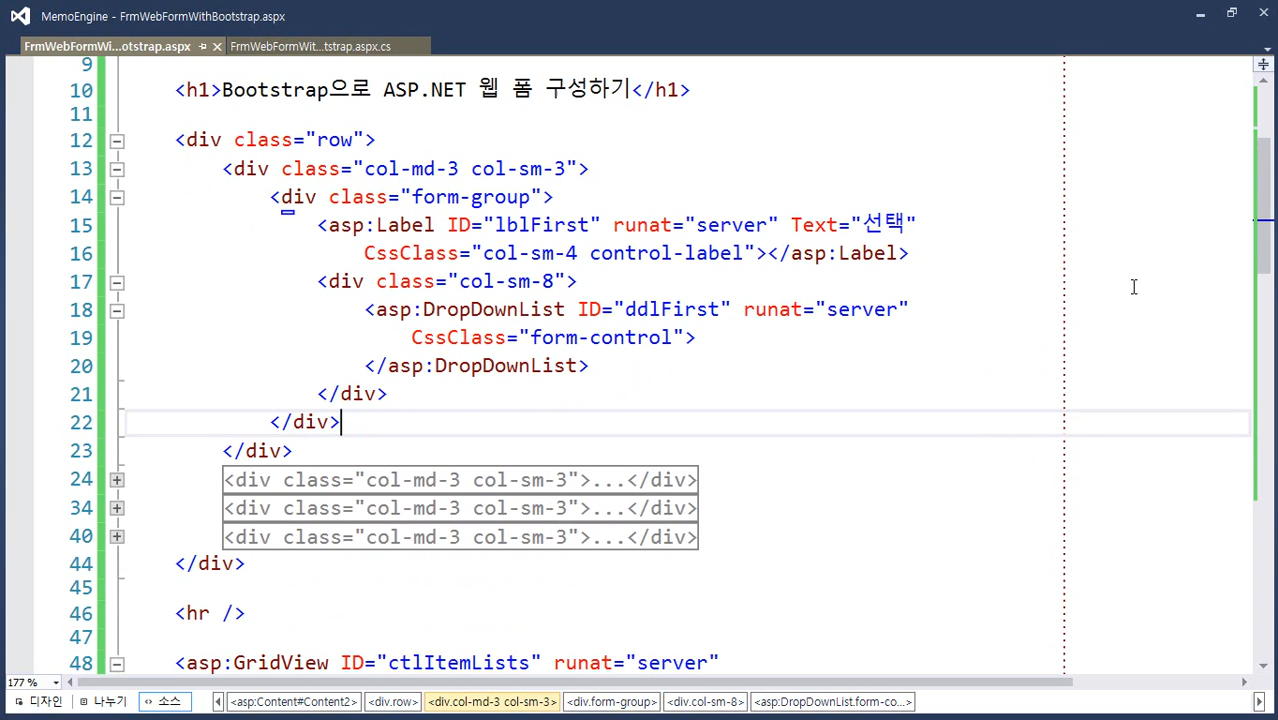 MemoEngine - FrmWebFormWithBootstrap.aspx
FrmWebFormWi...otstrap.aspx FrmWebFormWit...tstrap.aspx.cs
9
10 <h1>Bootstrap으로 ASP.NET 웹 폼 구성하기</h1>
11
12 <div class="row">
13 <div class="col-md-3 col-sm-3">
14 <div class="form-group">
15 <asp:Label ID="lblFirst" runat="server" Text="선택"
16 CssClass="col-sm-4 control-label"></asp:Label>
17 <div class="col-sm-8">
18 <asp:DropDownList ID="ddlFirst" runat="server"
19 CssClass="form-control">
20 </asp:DropDownList>
21 </div>
22 </div>
23 </div>
24 <div class="col-md-3 col-sm-3">...</div>
34 <div class="col-md-3 col-sm-3">...</div>
40 <div class="col-md-3 col-sm-3">...</div>
44 </div>
45
46 <hr />
47
48 <asp:GridView ID="ctlItemLists" runat="server"
177 %
디자인 나누기 소스 <asp:Content#Content2> <div.row> <div.col-md-3 col-sm-3> <div.form-group> <div.col-sm-8> <asp:DropDownList.form-co...>